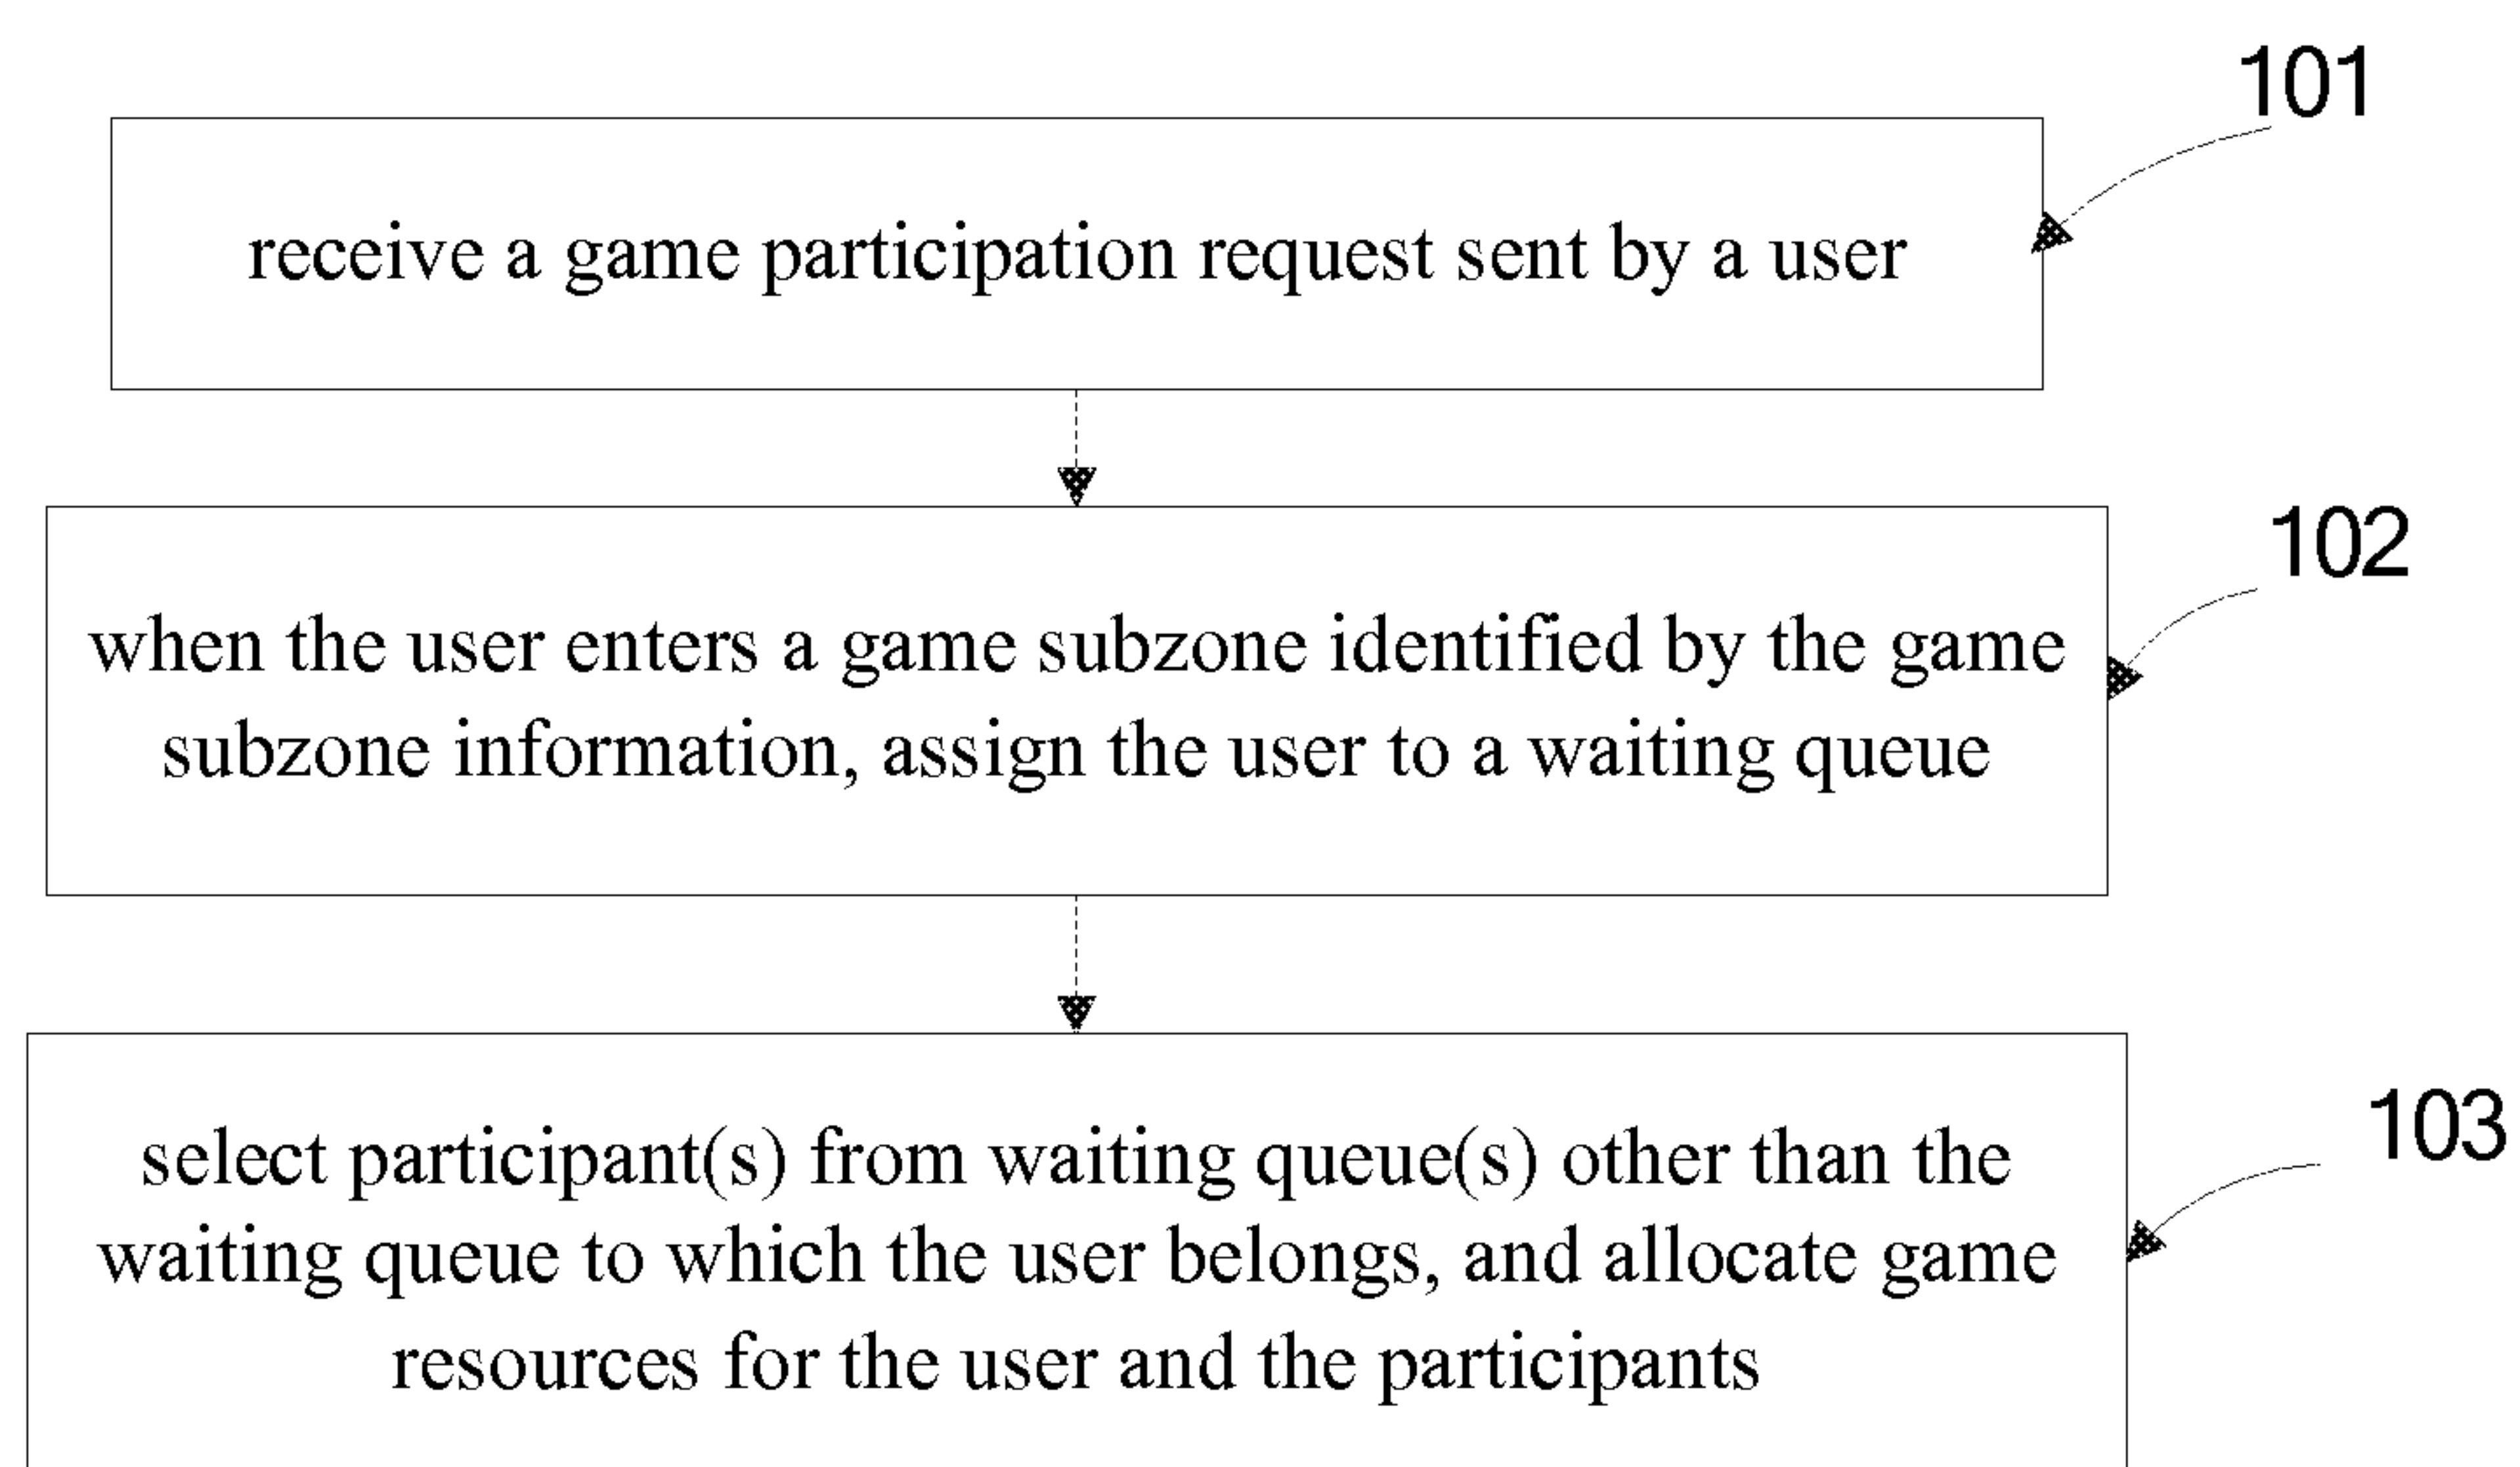 101
receive a game participation request sent by a user
102
when the user enters a game subzone identified by the game
subzone information, assign the user to a waiting queue
103
select participant(s) from waiting queue(s) other than the
waiting queue to which the user belongs, and allocate game
resources for the user and the participants